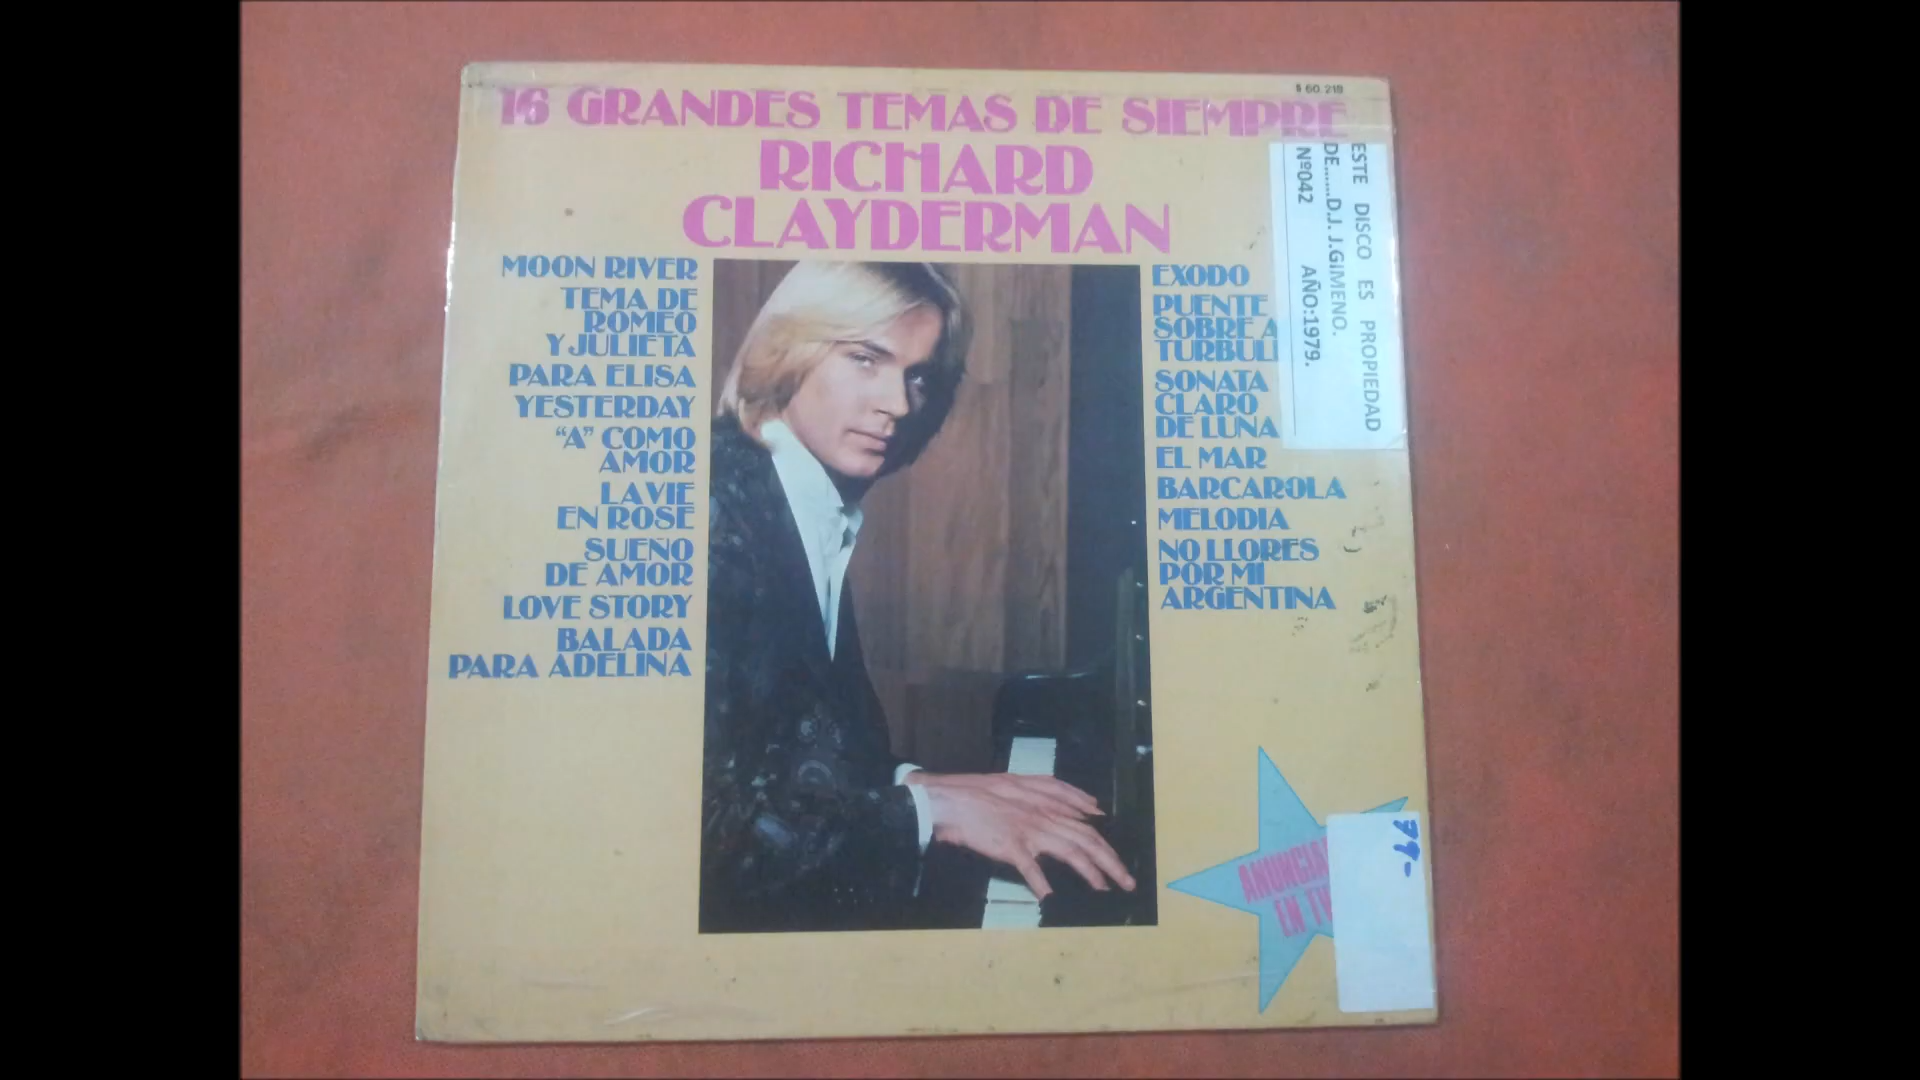 S 60.218
16 GRANDES TEMAS DE SIEMPRE
RICHARD
CLAYDERMAN
MOON RIVER
TEMA DE
ROMEO
Y JULIETA
PARA ELISA
YESTERDAY
“A” COMO
AMOR
LA VIE
EN ROSE
SUEÑO
DE AMOR
LOVE STORY
BALADA
PARA ADELINA
EXODO
PUENTE
SOBRE A
TURBUL
SONATA
CLARO
DE LUNA
EL MAR
BARCAROLA
MELODIA
NO LLORES
POR MI
ARGENTINA
ESTE DISCO ES PROPIEDAD
DE......D.J. J.GIMENO.
Nº042 AÑO:1979.
EN TV